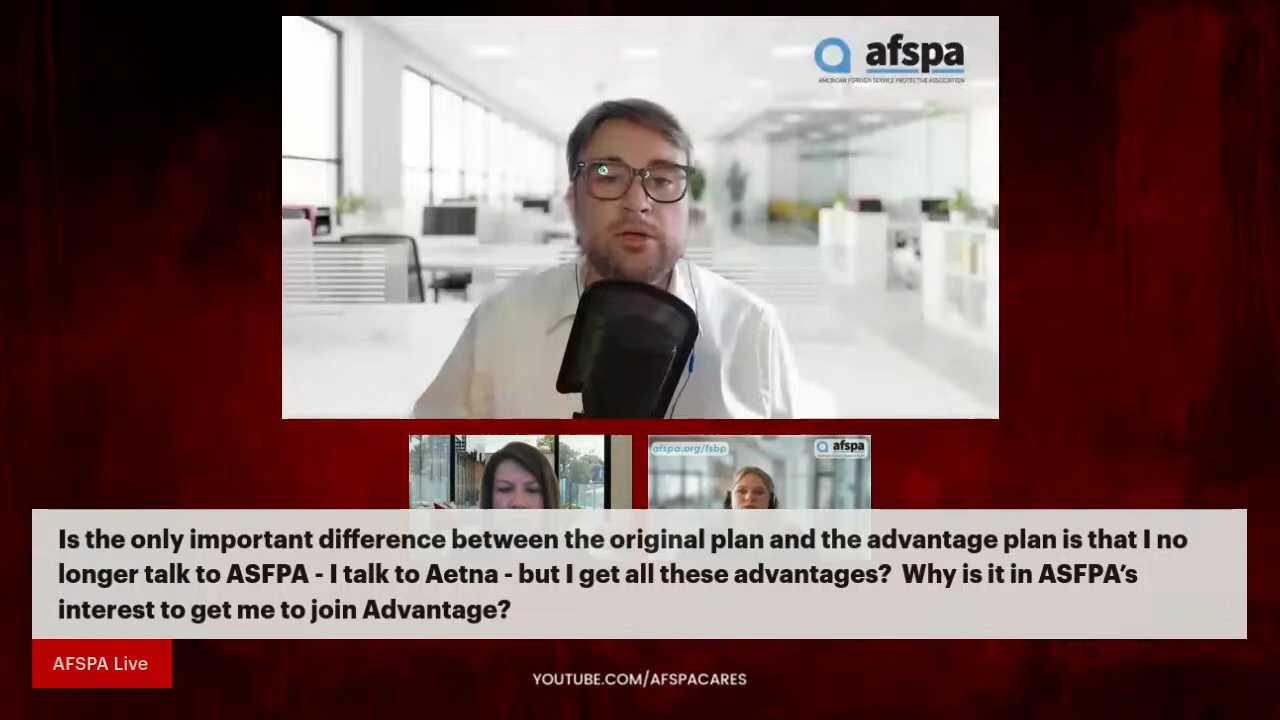 afspa
AMERICAN FOREIGN SERVICE PROTECTIVE ASSOCIATION
afspa.org/fsbp
afspa
Is the only important difference between the original plan and the advantage plan is that I no
longer talk to ASFPA - I talk to Aetna - but I get all these advantages?  Why is it in ASFPA’s
interest to get me to join Advantage?
AFSPA Live
YOUTUBE.COM/AFSPACARES